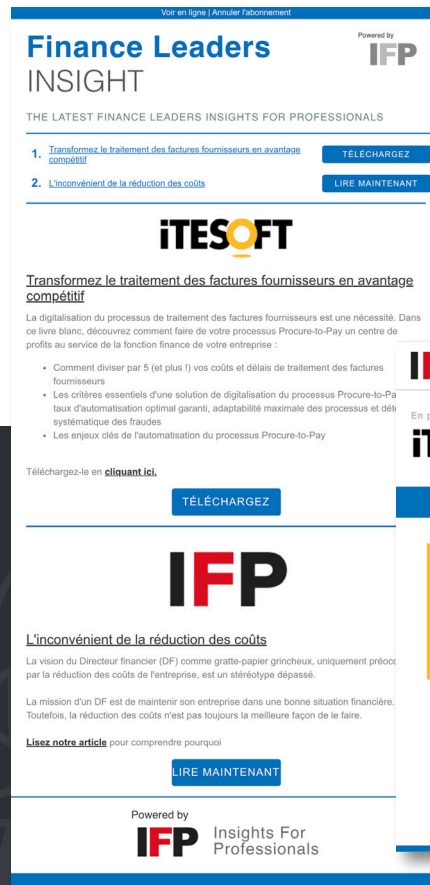 Voir en ligne | Annuler l'abonnement
Finance Leaders
INSIGHT
Powered by
IFP
THE LATEST FINANCE LEADERS INSIGHTS FOR PROFESSIONALS
1. Transformez le traitement des factures fournisseurs en avantage
compétitif
TÉLÉCHARGEZ
2. L'inconvénient de la réduction des coûts
LIRE MAINTENANT
iTESOFT
Transformez le traitement des factures fournisseurs en avantage
compétitif
La digitalisation du processus de traitement des factures fournisseurs est une nécessité. Dans
ce livre blanc, découvrez comment faire de votre processus Procure-to-Pay un centre de
profits au service de la fonction finance de votre entreprise :
• Comment diviser par 5 (et plus !) vos coûts et délais de traitement des factures
fournisseurs
• Les critères essentiels d'une solution de digitalisation du processus Procure-to-Pa
taux d'automatisation optimal garanti, adaptabilité maximale des processus et dét
systématique des fraudes
• Les enjeux clés de l'automatisation du processus Procure-to-Pay
Téléchargez-le en cliquant ici.
TÉLÉCHARGEZ
En p
iT
IFP
L'inconvénient de la réduction des coûts
La vision du Directeur financier (DF) comme gratte-papier grincheux, uniquement préocc
par la réduction des coûts de l'entreprise, est un stéréotype dépassé.
La mission d'un DF est de maintenir son entreprise dans une bonne situation financière.
Toutefois, la réduction des coûts n'est pas toujours la meilleure façon de le faire.
Lisez notre article pour comprendre pourquoi
LIRE MAINTENANT
Powered by
IFP Insights For
Professionals